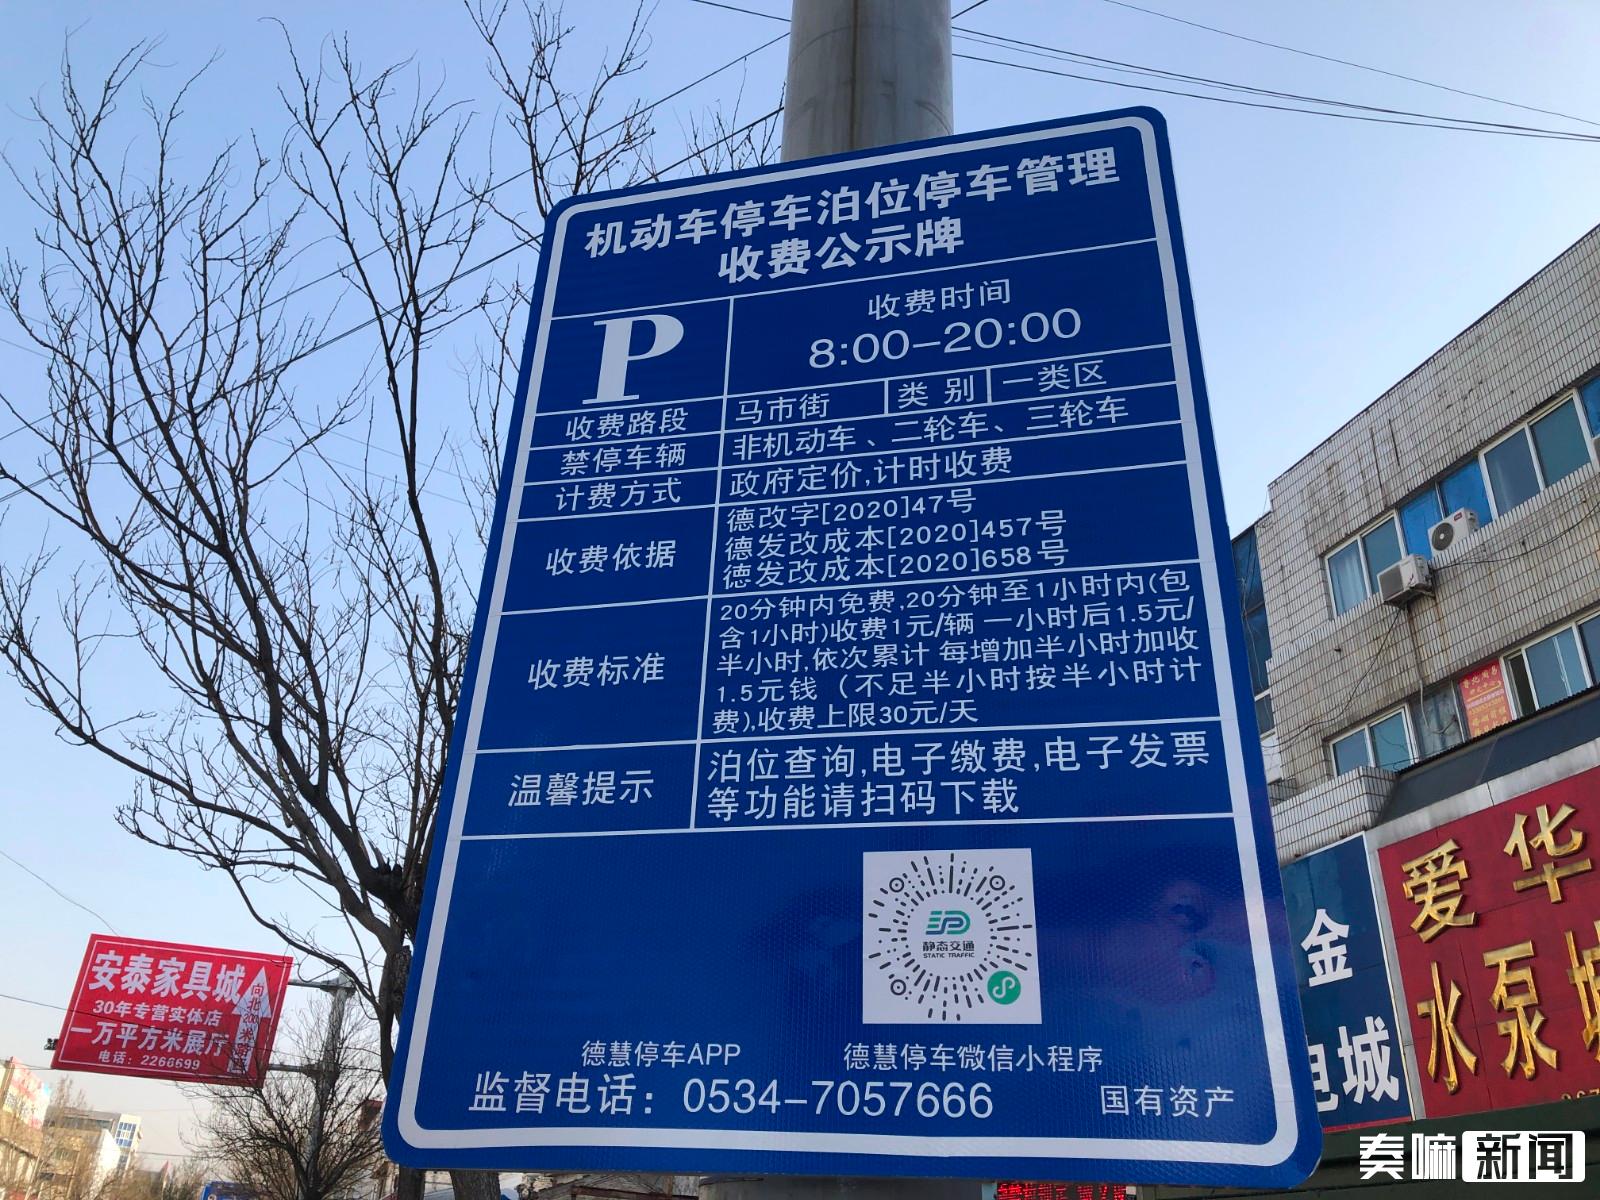 机动车停车泊位停车管理
收费公示牌
P
收费时间
8:00-20:00
收费路段 马市街 类别 一类区
禁停车辆 非机动车、二轮车、三轮车
计费方式 政府定价,计时收费
收费依据
德改字[2020]47号
德发改成本[2020]457号
德发改成本[2020]658号
收费标准
20分钟内免费,20分钟至1小时内(包
含1小时)收费1元/辆 一小时后1.5元/
半小时,依次累计 每增加半小时加收
1.5元钱（不足半小时按半小时计
费),收费上限30元/天
温馨提示
泊位查询,电子缴费,电子发票
等功能请扫码下载
静态交通
STATIC TRAFFIC
德慧停车APP 德慧停车微信小程序
监督电话：0534-7057666 国有资产
安泰家具城
30年专营实体店
一万平方米展厅
电话：2266699
向北200米
金
电城
爱华
水泵城
奏嘛新闻